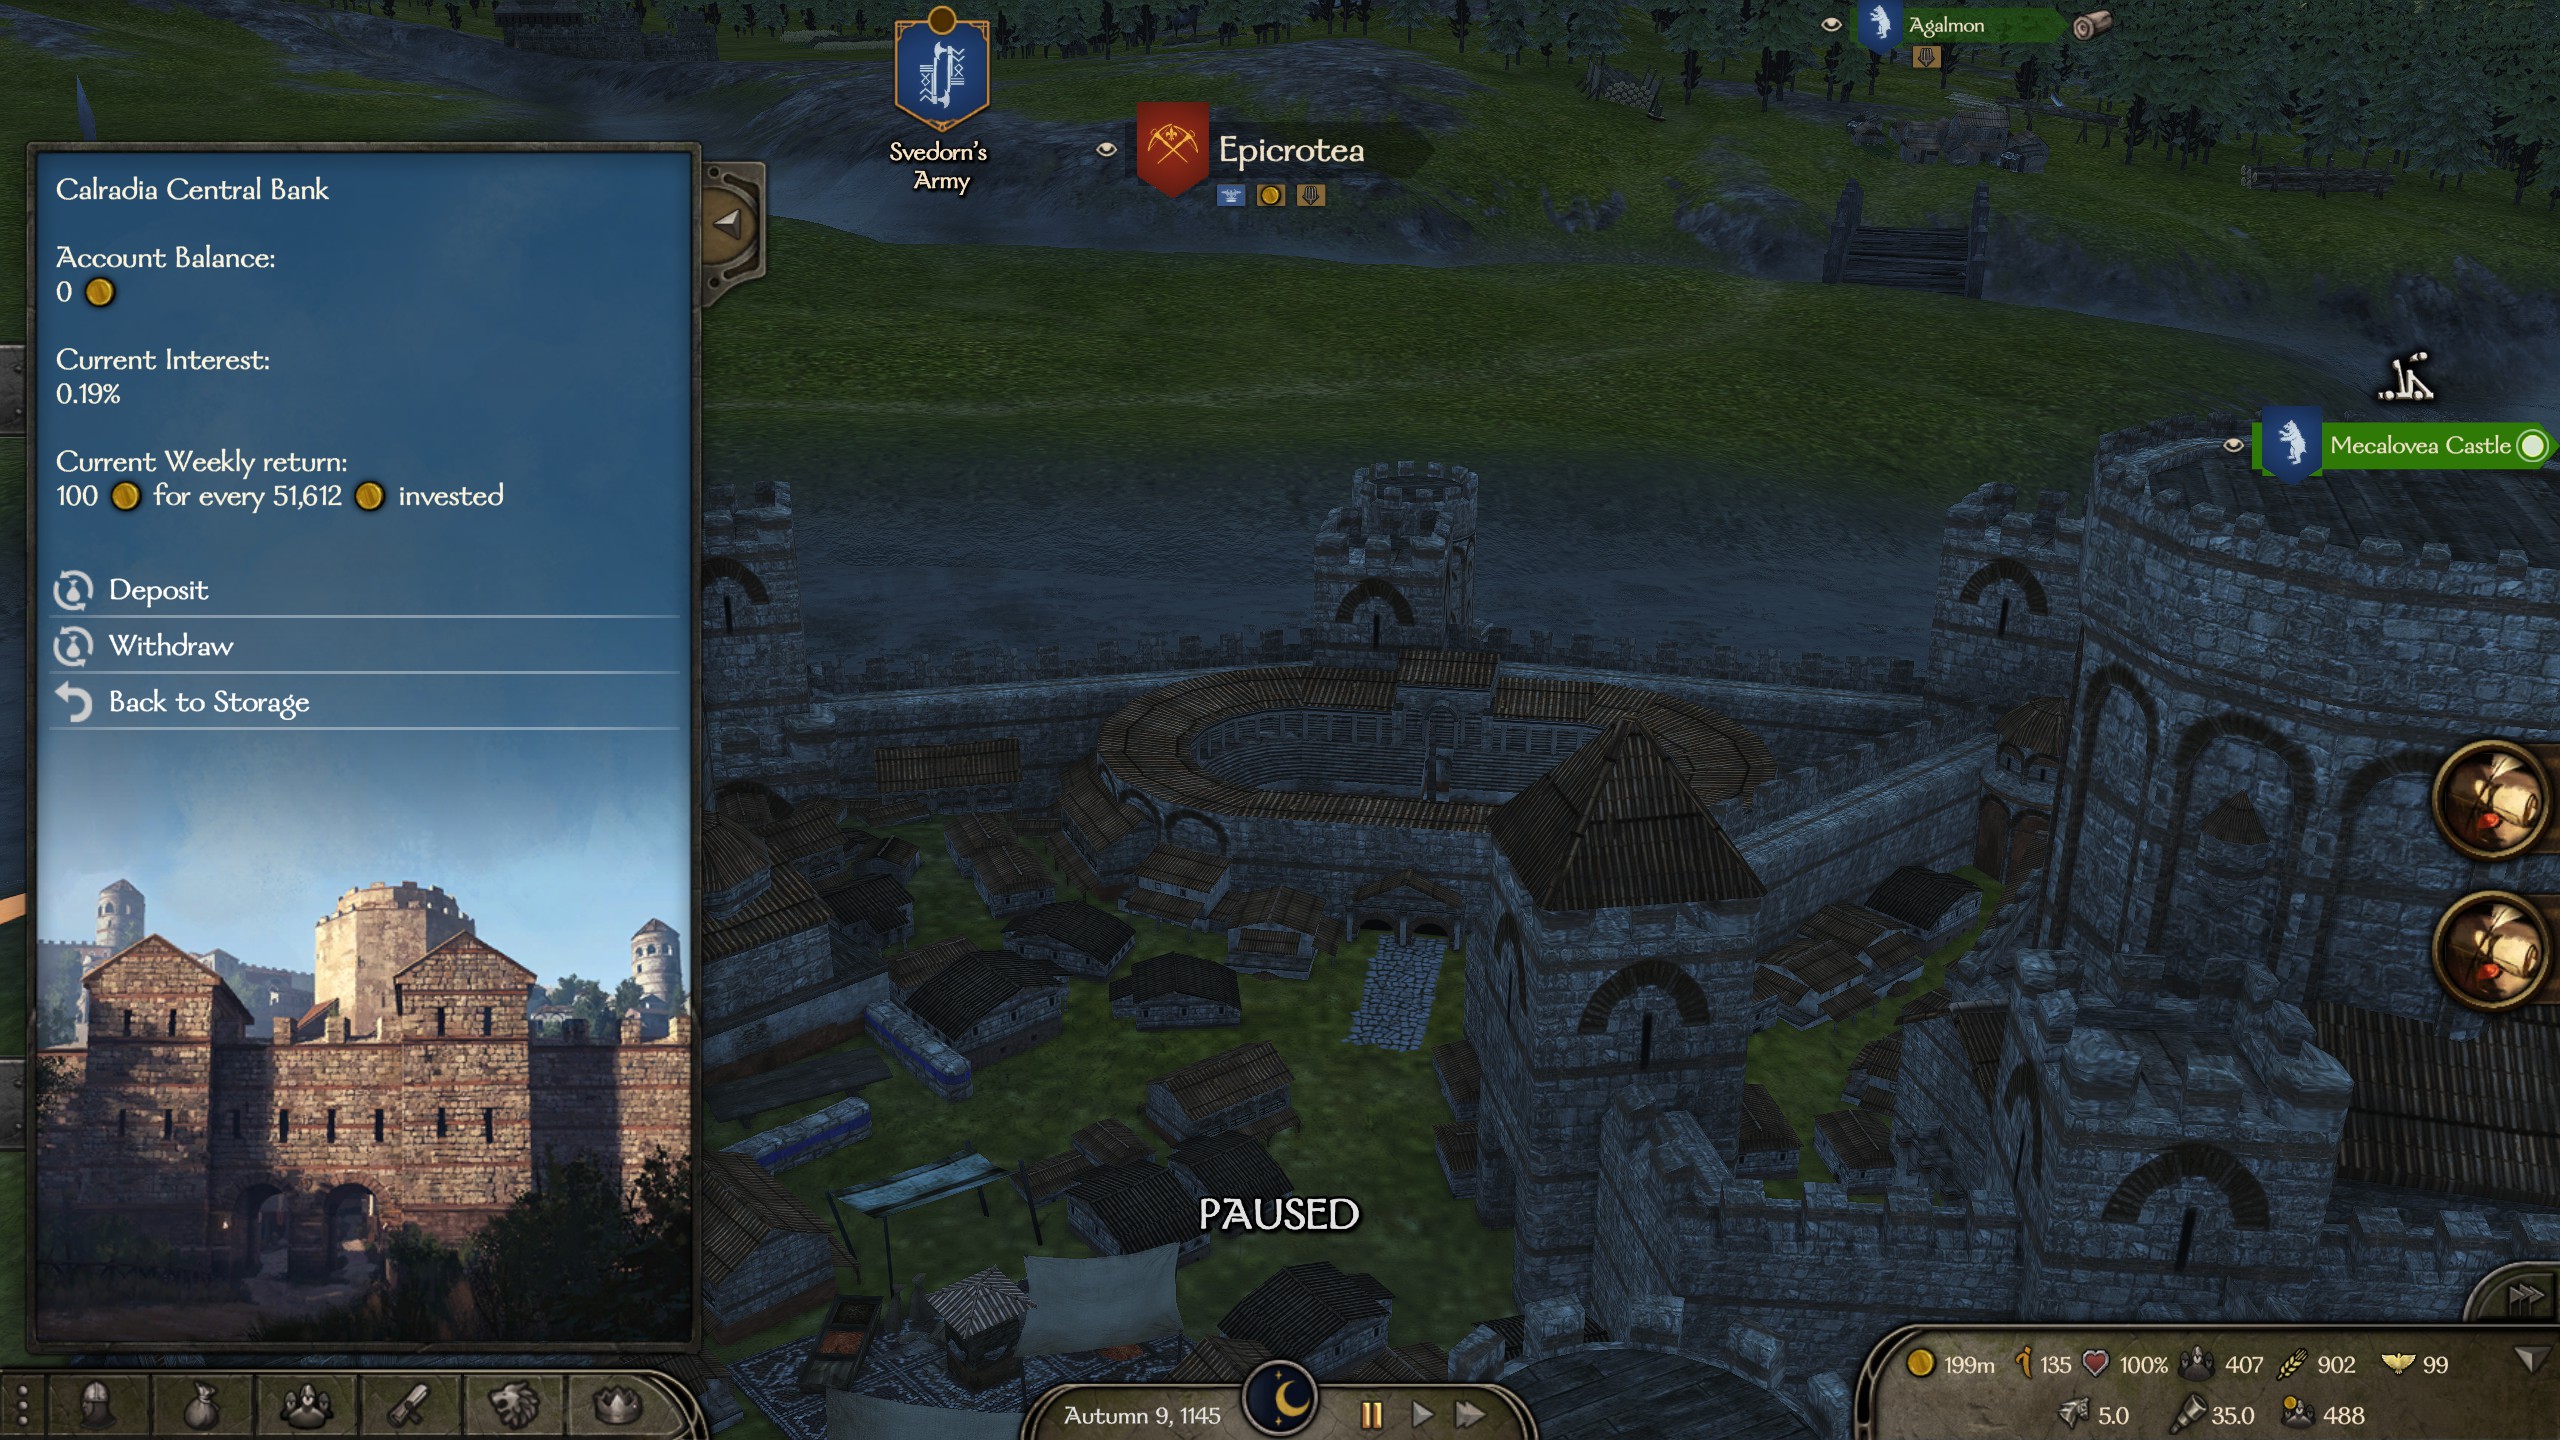 Agalmon
Svedorn's
Army
Epicrotea
Calradia Central Bank
Account Balance:
0
Current Interest:
0.19%
Current Weekly return:
100 for every 51,612 invested
Mecalovea Castle
Deposit
Withdraw
Back to Storage
PAUSED
Autumn 9, 1145
199m 135 100% 407 902 99
5.0 35.0 488